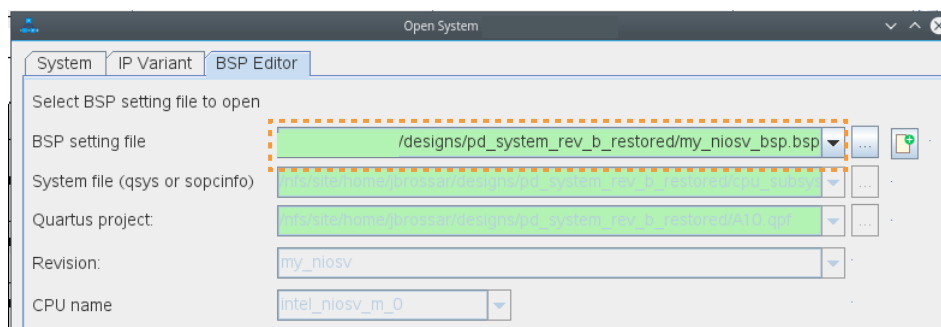 Open System
System IP Variant BSP Editor
Select BSP setting file to open
BSP setting file /designs/pd_system_rev_b_restored/my_niosv_bsp.bsp ...
System file (qsys or sopcinfo) /nfs/site/home/jbrossar/designs/pd_system_rev_b_restored/cpu_subsys ...
Quartus project: /nfs/site/home/jbrossar/designs/pd_system_rev_b_restored/A10.qpf ...
Revision: my_niosv
CPU name intel_niosv_m_0